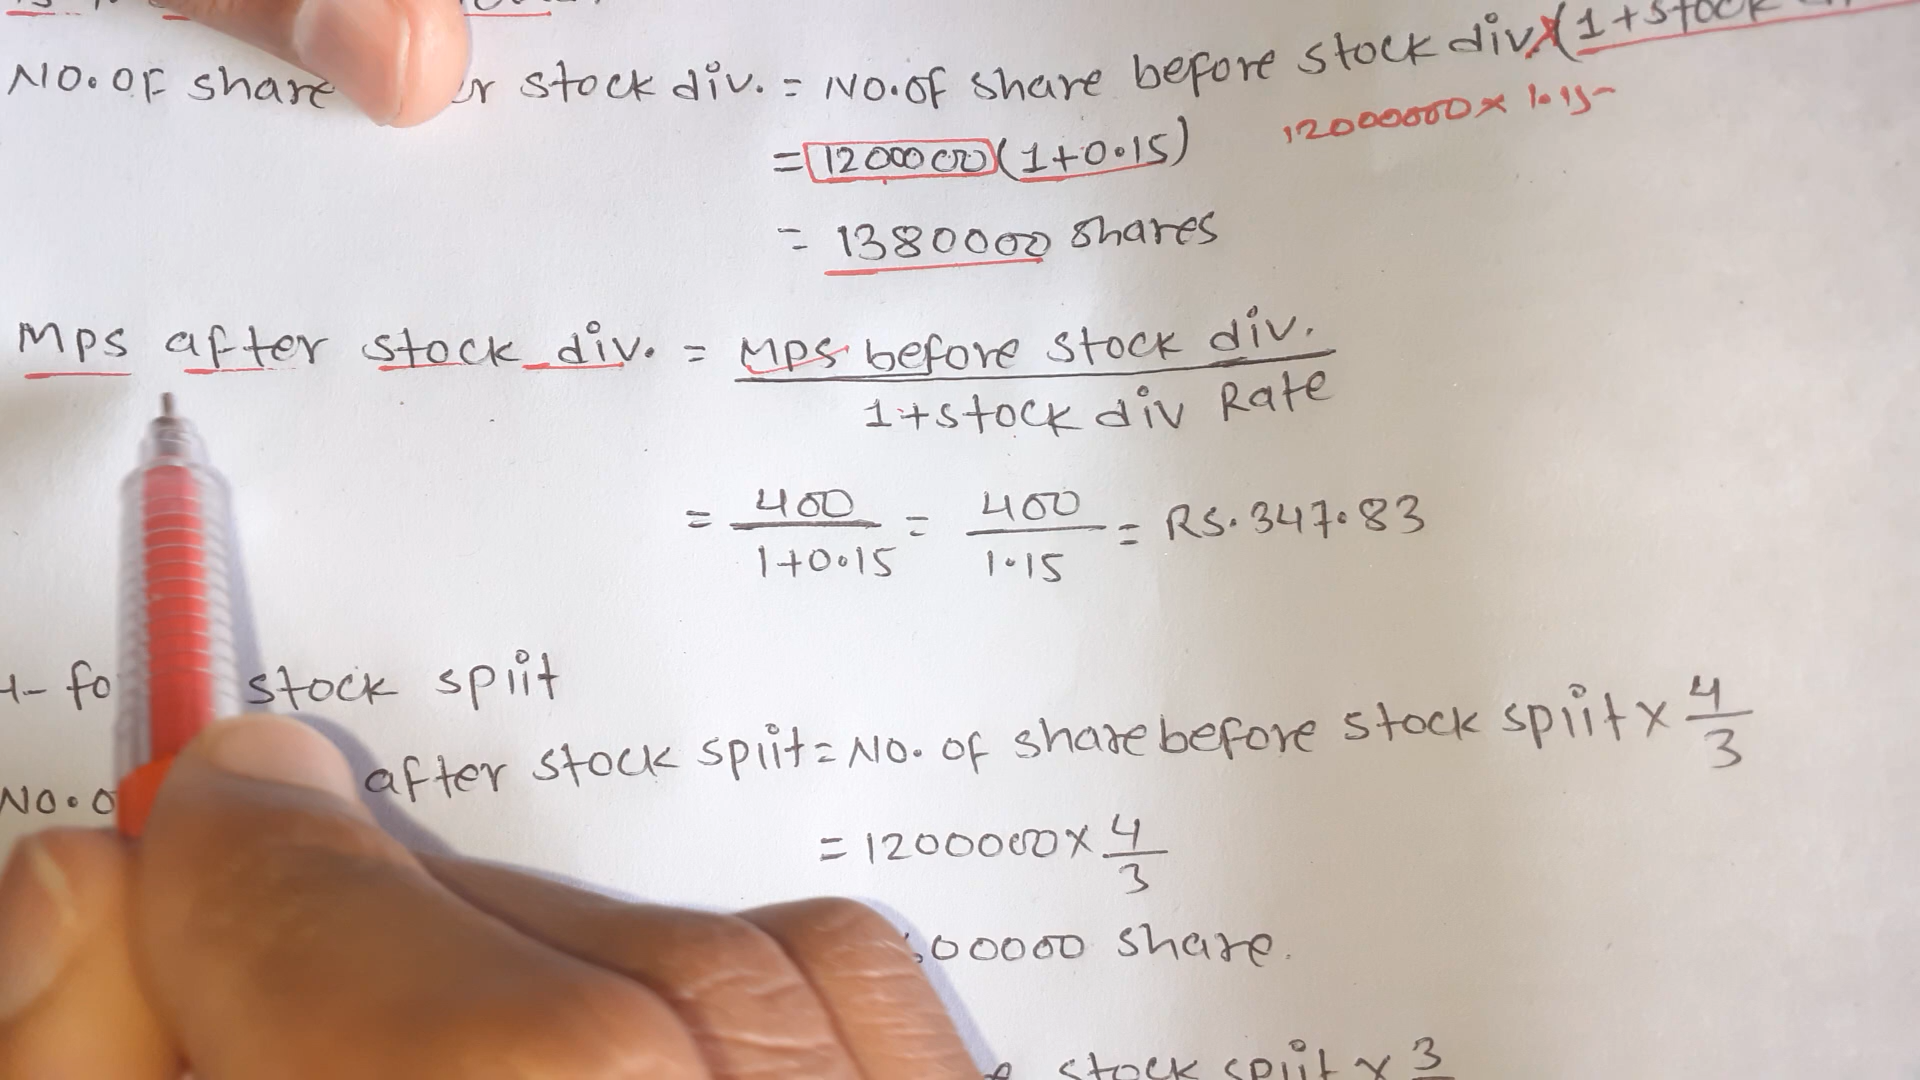 No. of share stock div. = No. of share before stock div x (1 + stock
12000000 x 1.15
= 1200000 (1+0.15)
= 1380000 shares
MPS after stock div. = MPS before stock div.
1+stock div Rate
= 400 / 1+0.15 = 400 / 1.15 = RS. 347.83
stock spiit
No. o after stock spiit = No. of share before stock spiit x 4/3
= 1200000 x 4/3
00000 share.
stock spiit x 3